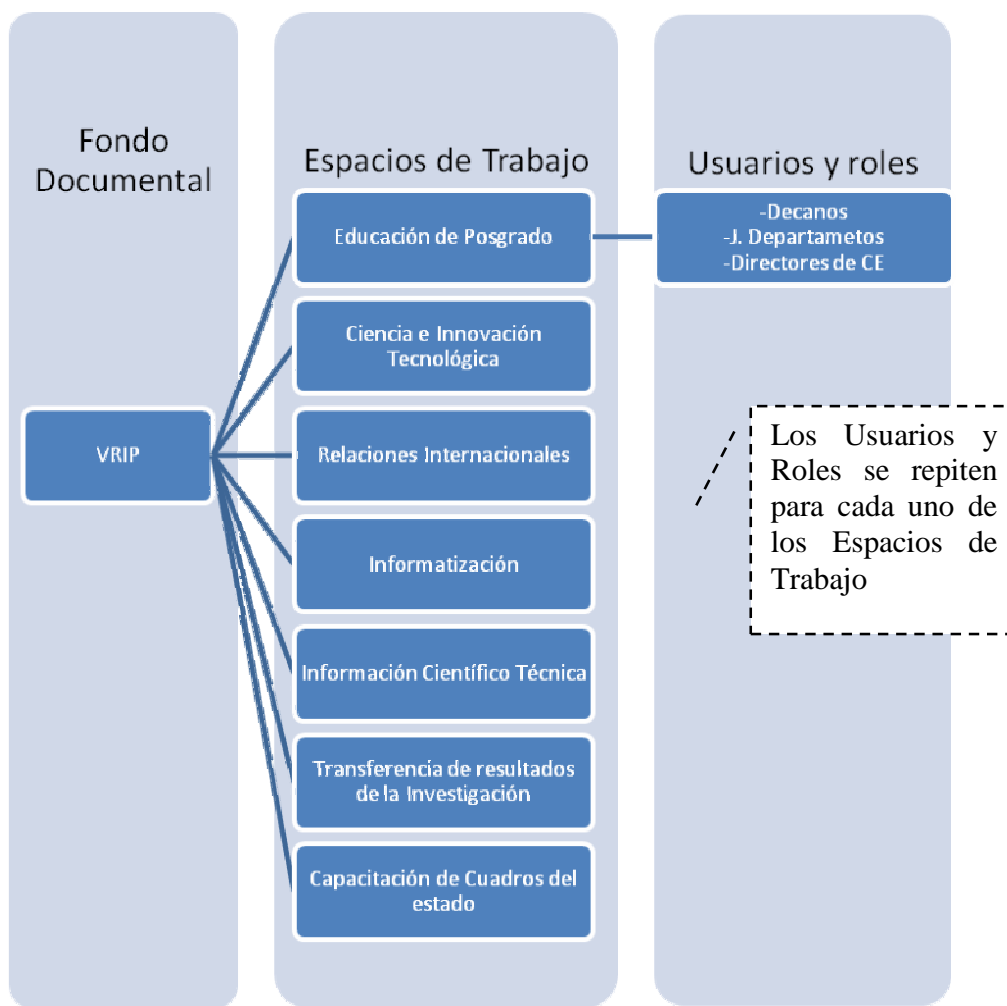 Fondo
Documental
VRIP
Espacios de Trabajo
Educación de Posgrado
Ciencia e Innovación
Tecnológica
Relaciones Internacionales
Informatización
Información Científico Técnica
Transferencia de resultados
de la Investigación
Capacitación de Cuadros del
estado
Usuarios y roles
-Decanos
-J. Departametos
-Directores de CE
Los Usuarios y
Roles se repiten
para cada uno de
los Espacios de
Trabajo